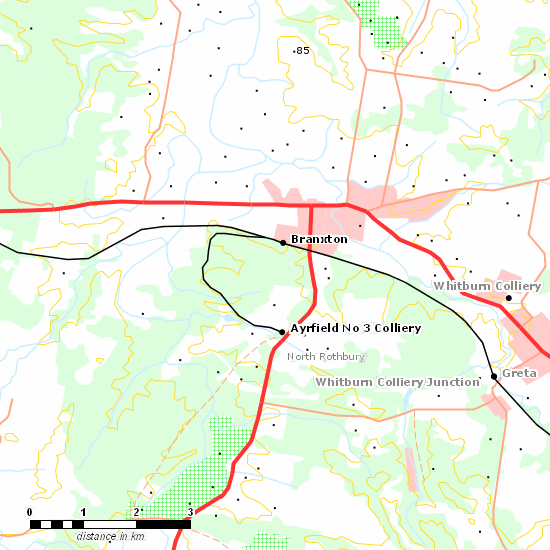 85
Branxton
Whitburn Colliery
Ayrfield No 3 Colliery
North Rothbury
Greta
Whitburn Colliery Junction
0 1 2 3
distance in km